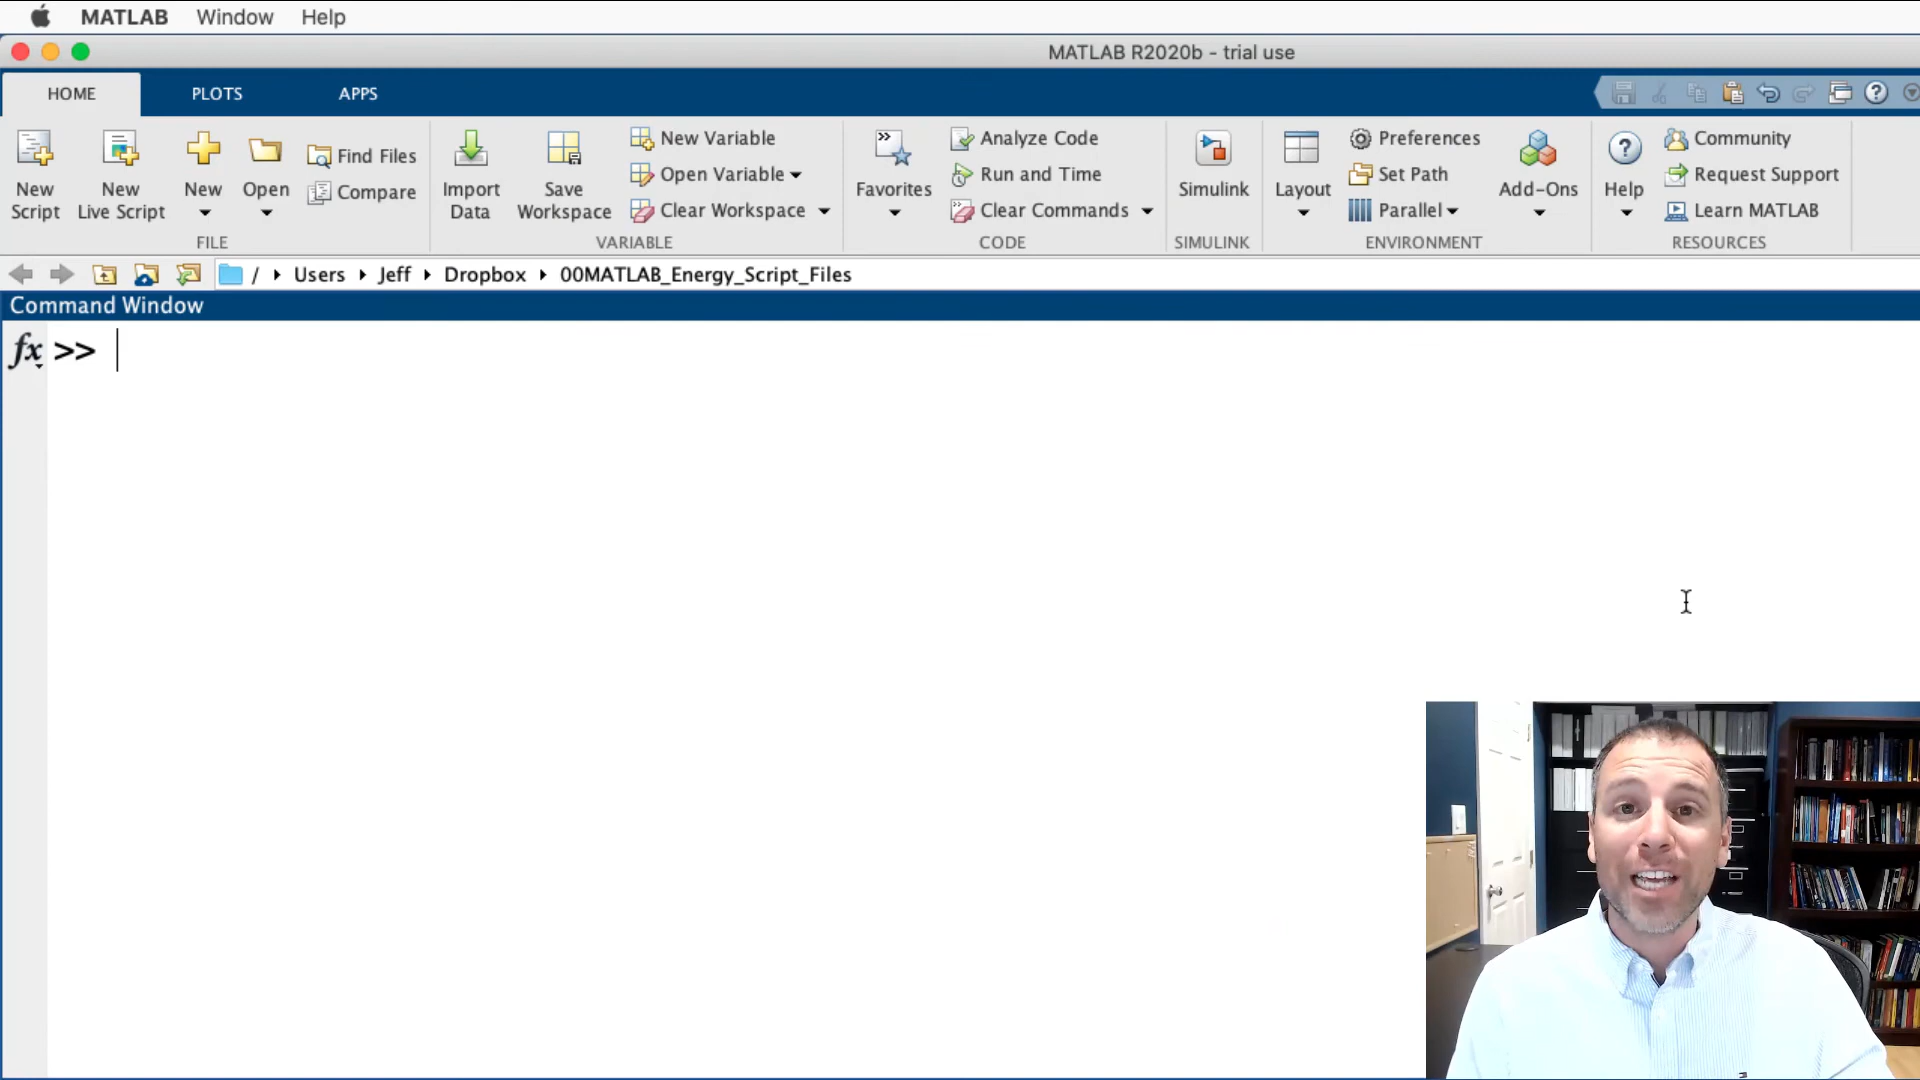 MATLAB Window Help
MATLAB R2020b - trial use
HOME PLOTS APPS
New Script
New Live Script
New
Open
Find Files
Compare
FILE
Import Data
Save Workspace
New Variable
Open Variable
Clear Workspace
VARIABLE
Favorites
Analyze Code
Run and Time
Clear Commands
CODE
Simulink
SIMULINK
Layout
Preferences
Set Path
Parallel
Add-Ons
ENVIRONMENT
Help
Community
Request Support
Learn MATLAB
RESOURCES
/ Users Jeff Dropbox 00MATLAB_Energy_Script_Files
Command Window
fx >>